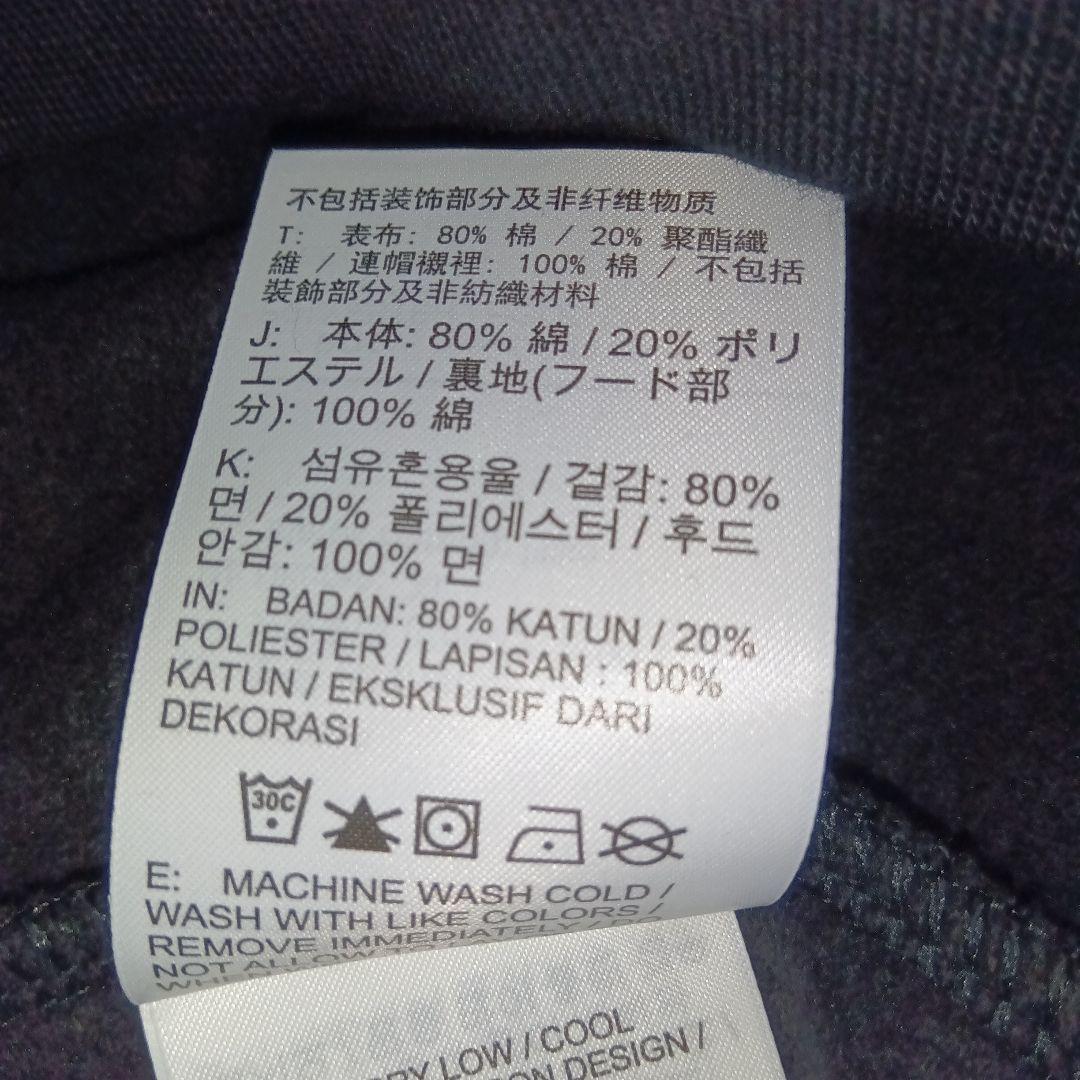 不包括装饰部分及非纤维物质
T: 表布: 80% 棉 / 20% 聚酯纖
維 / 連帽襯裡: 100% 棉 / 不包括
裝飾部分及非紡織材料
J: 本体: 80% 綿 / 20% ポリ
エステル / 裏地(フード部
分): 100% 綿
K: 섬유혼용율 / 겉감: 80%
면 / 20% 폴리에스터 / 후드
안감: 100% 면
IN: BADAN: 80% KATUN / 20%
POLIESTER / LAPISAN : 100%
KATUN / EKSKLUSIF DARI
DEKORASI
30C
E: MACHINE WASH COLD /
WASH WITH LIKE COLORS /
REMOVE IMMEDIATELY /
NOT ALLOW
LOW / COOL
DESIGN /